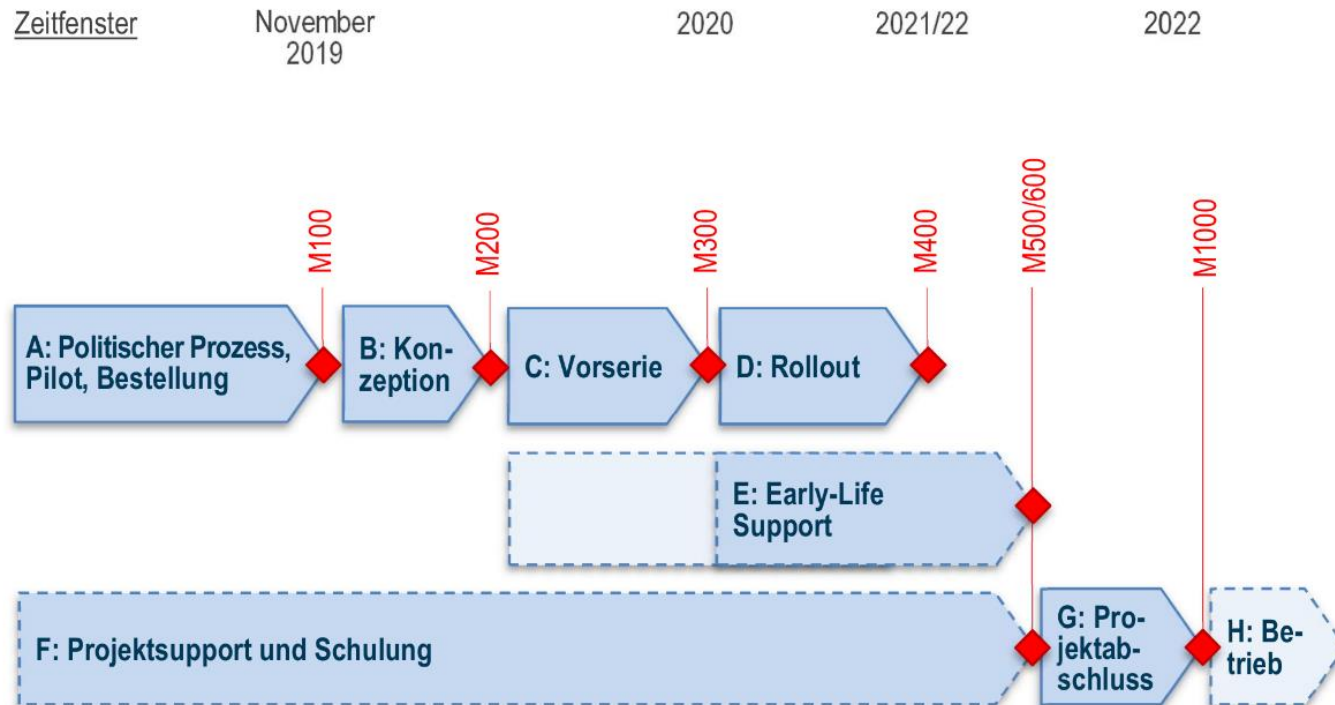 Zeitfenster
November
2019
2020
2021/22
2022
M100
M200
M300
M400
M500/600
M1000
A: Politischer Prozess,
Pilot, Bestellung
B: Kon-
zeption
C: Vorserie
D: Rollout
E: Early-Life
Support
F: Projektsupport und Schulung
G: Pro-
jektab-
schluss
H: Be-
trieb